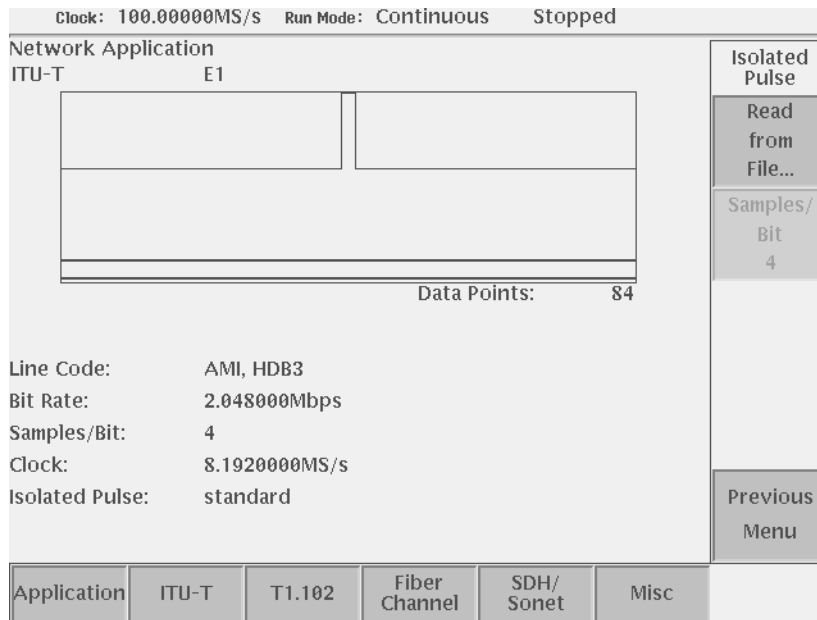 Clock: 100.00000MS/s Run Mode: Continuous Stopped
Network Application
ITU-T E1
Data Points: 84
Line Code: AMI, HDB3
Bit Rate: 2.048000Mbps
Samples/Bit: 4
Clock: 8.1920000MS/s
Isolated Pulse: standard
Isolated
Pulse
Read
from
File...
Samples/
Bit
4
Previous
Menu
Application ITU-T T1.102 Fiber Channel SDH/ Sonet Misc